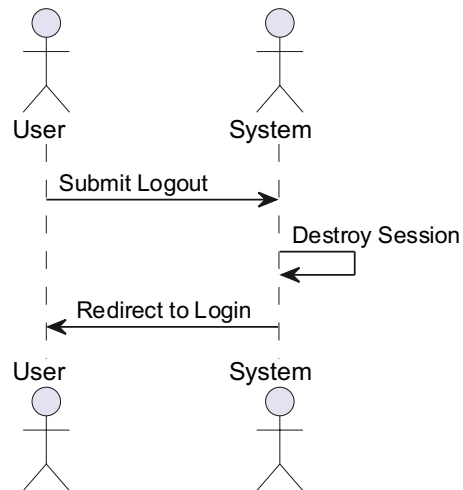 User
System
Submit Logout
Destroy Session
Redirect to Login
User
System